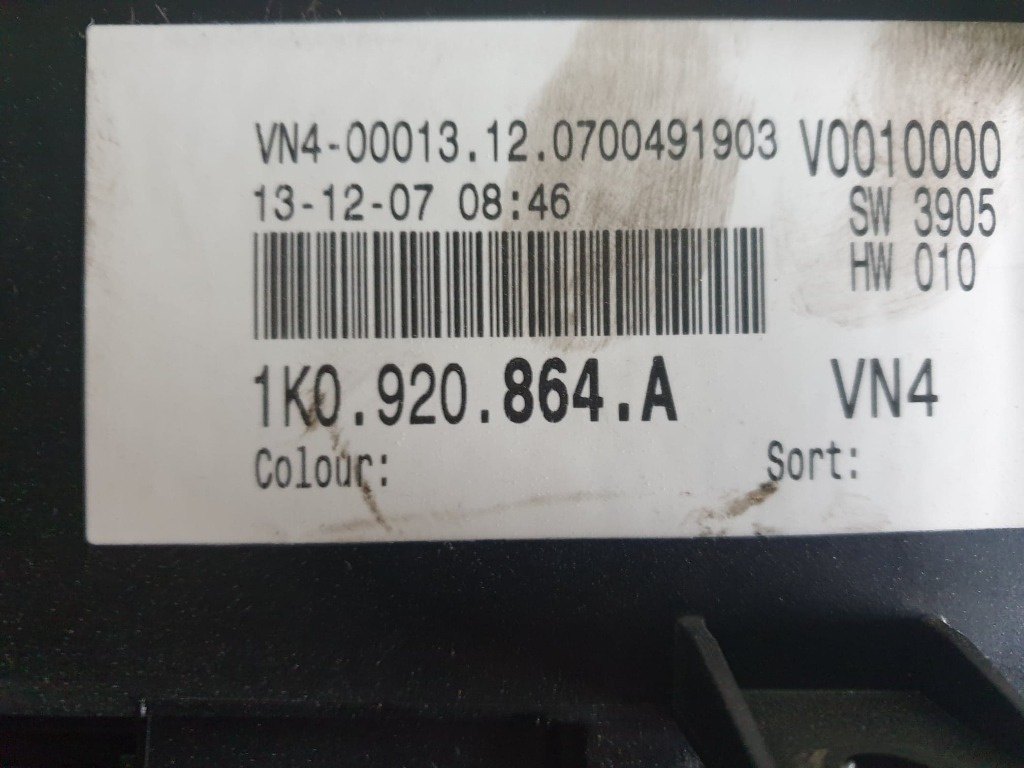 VN4-00013.12.0700491903 V0010000
13-12-07 08:46 SW 3905
HW 010
1K0.920.864.A VN4
Colour: Sort: